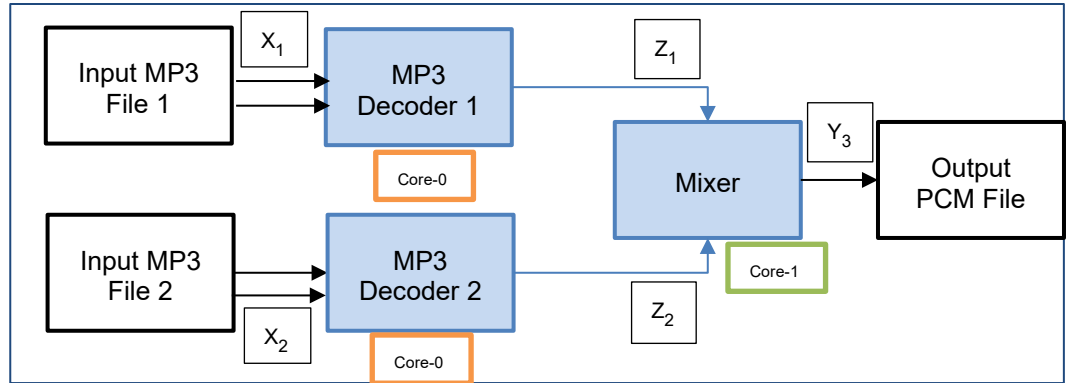 X1
Input MP3
File 1
MP3
Decoder 1
Core-0
Z1
Mixer
Core-1
Y3
Output
PCM File
Input MP3
File 2
X2
MP3
Decoder 2
Core-0
Z2